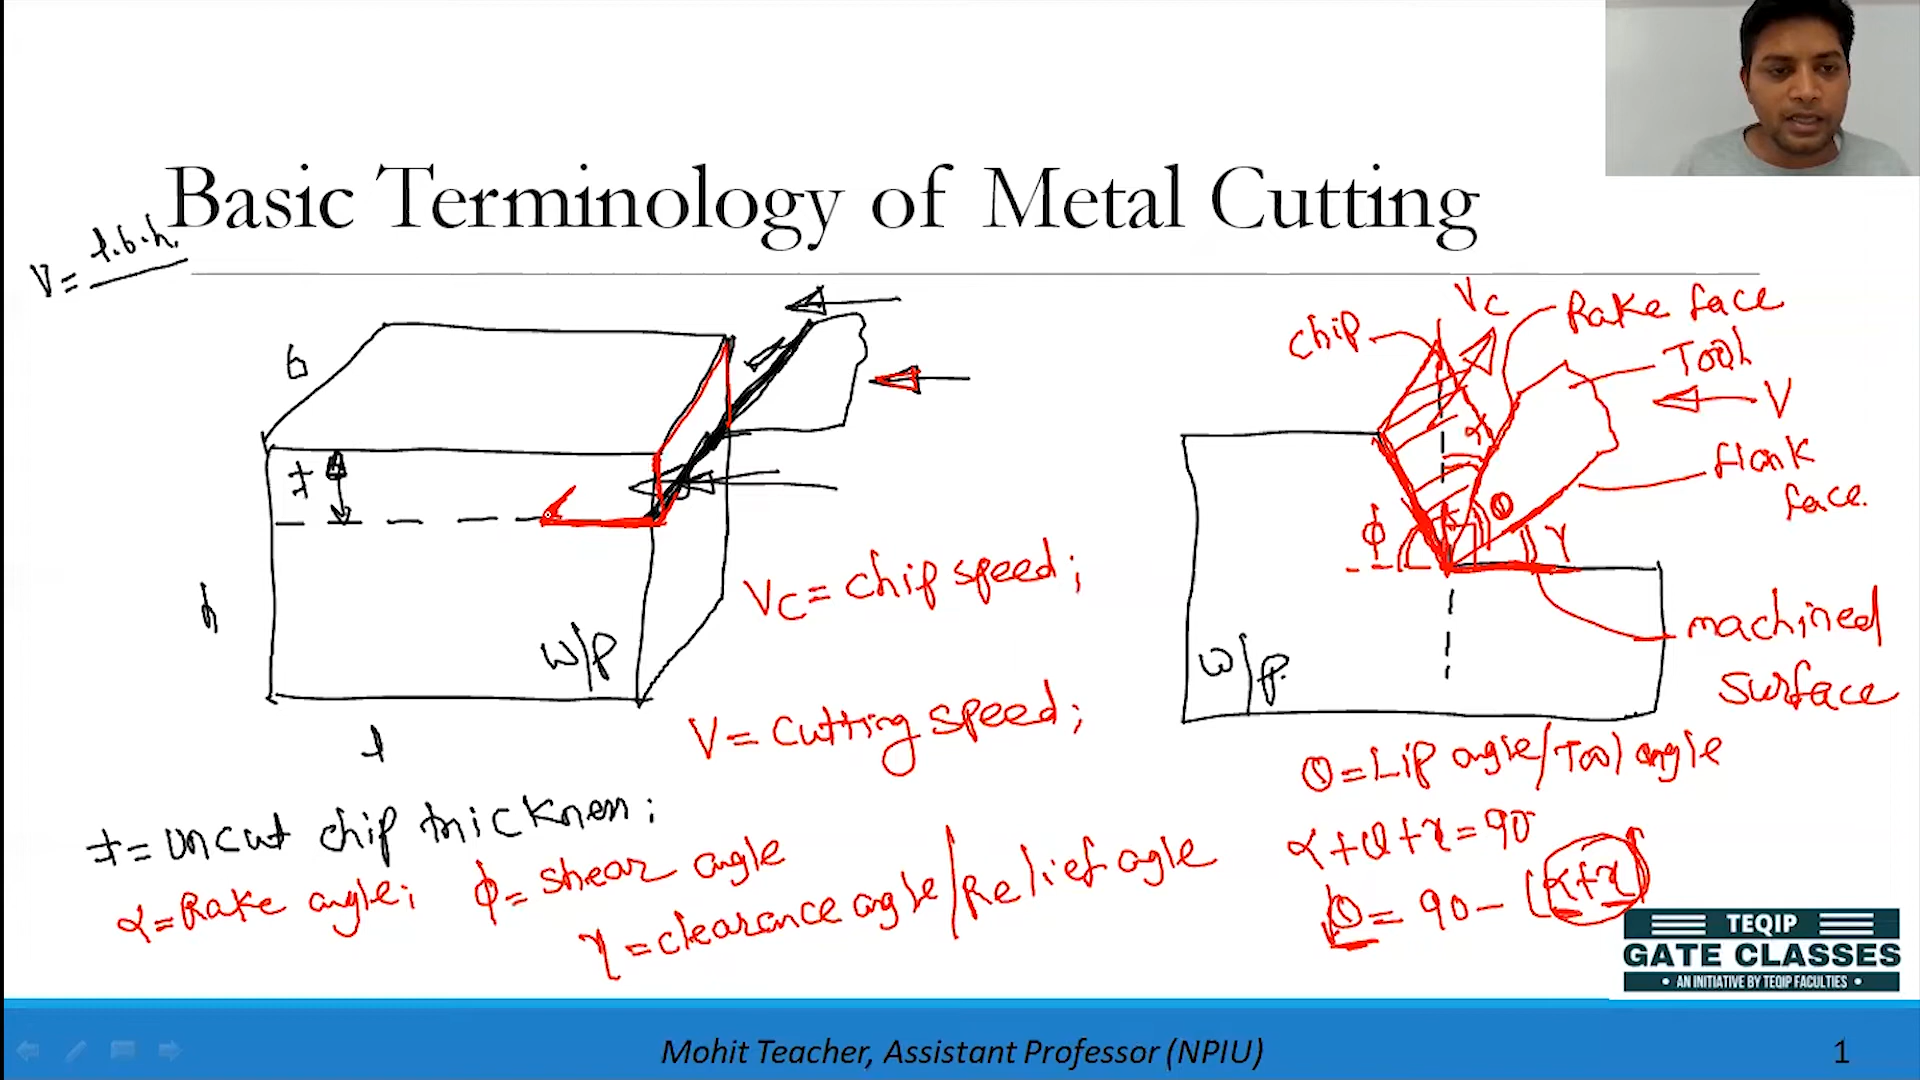 Basic Terminology of Metal Cutting
V = l.b.h.
b
t
h
l
W/P
Vc = chip speed;
V = cutting speed;
t = uncut chip thickness;
α = Rake angle; ϕ = shear angle
γ = clearance angle/Relief agle
chip
Vc
Rake face
Tool
V
flank
face.
α
ϕ
θ
γ
W/P.
machined
surface
θ = Lip angle/Tool angle
α + θ + γ = 90
θ = 90 - (α+γ)
TEQIP
GATE CLASSES
• AN INITIATIVE BY TEQIP FACULTIES •
Mohit Teacher, Assistant Professor (NPIU)
1